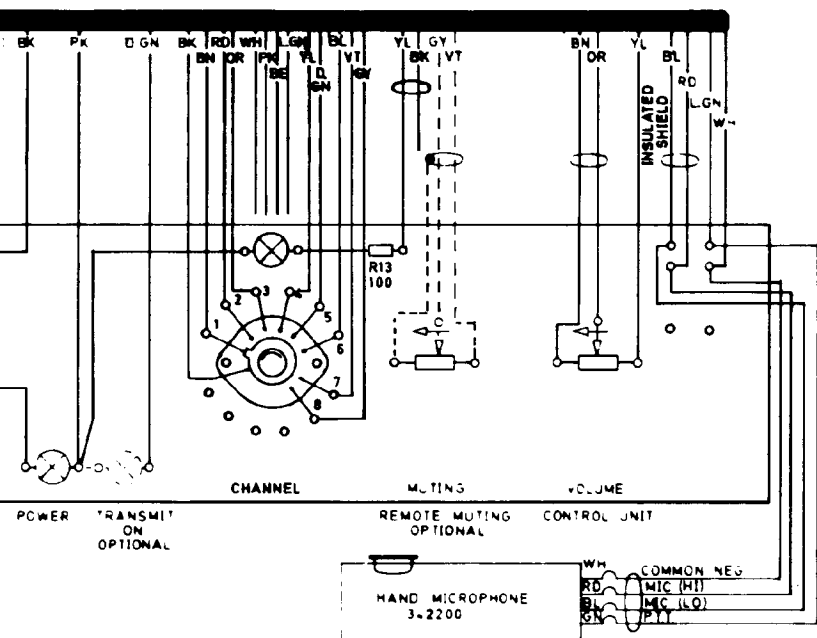 BK PK D GN BK RD WH L.GN BL YL GY BN YL
BN OR PK YL VT BK VT OR BL
BE D. GY RD
GN L.GN
WH
INSULATED
SHIELD
R13
100
3 4
2 5
1 6
7
8
CHANNEL MUTING VOLUME
POWER TRANSMIT REMOTE MUTING CONTROL UNIT
ON OPTIONAL
OPTIONAL
WH COMMON NEG
RD MIC (HI)
HAND MICROPHONE BL MIC (LO)
3-2200 GN PTT